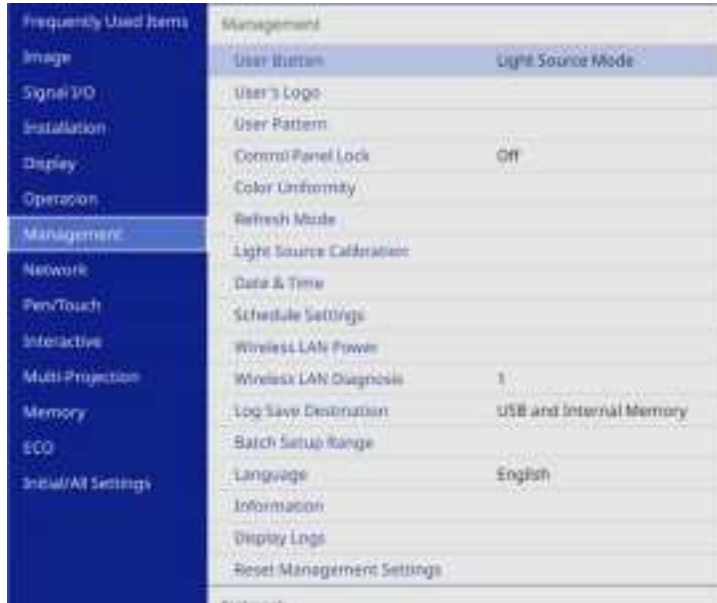 Frequently Used Items
Image
Signal I/O
Installation
Display
Operation
Management
Network
Pen/Touch
Interactive
Multi-Projection
Memory
ECO
Initial/All Settings
Management
User Button Light Source Mode
User's Logo
User Pattern
Control Panel Lock Off
Color Uniformity
Refresh Mode
Light Source Calibration
Date & Time
Schedule Settings
Wireless LAN Power
Wireless LAN Diagnosis 1
Log Save Destination USB and Internal Memory
Batch Setup Range
Language English
Information
Display Logs
Reset Management Settings